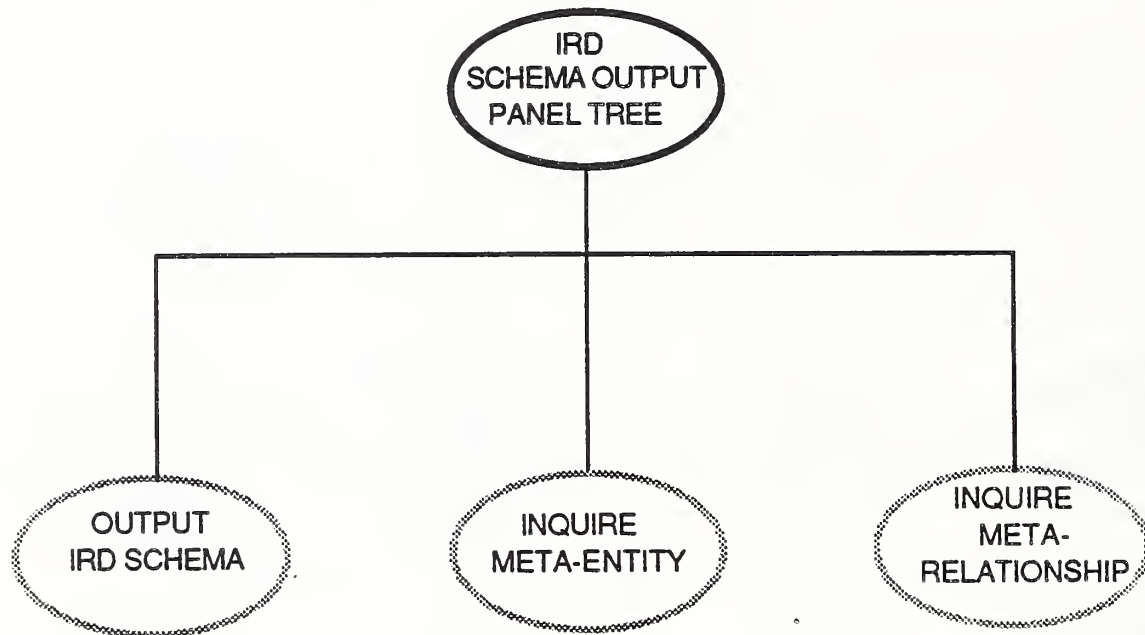 IRD
SCHEMA OUTPUT
PANEL TREE
OUTPUT
IRD SCHEMA
INQUIRE
META-ENTITY
INQUIRE
META-
RELATIONSHIP